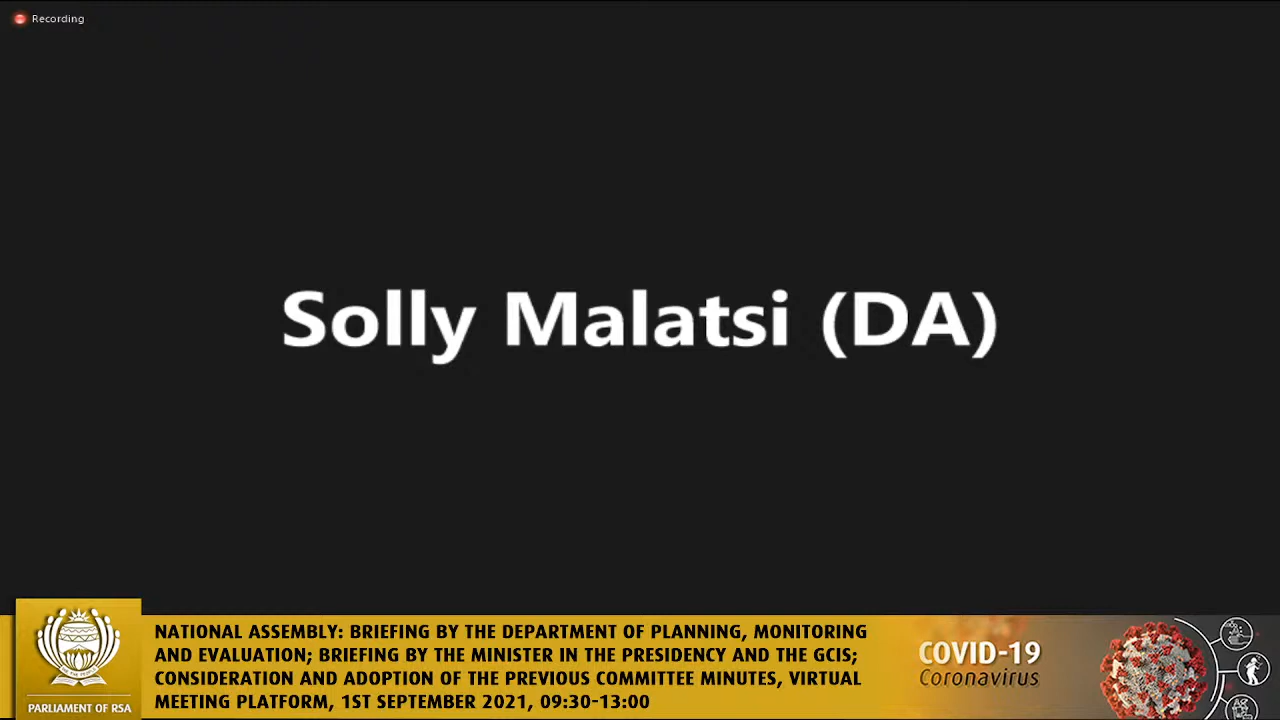 Recording
Solly Malatsi (DA)
NATIONAL ASSEMBLY: BRIEFING BY THE DEPARTMENT OF PLANNING, MONITORING
AND EVALUATION; BRIEFING BY THE MINISTER IN THE PRESIDENCY AND THE GCIS;
CONSIDERATION AND ADOPTION OF THE PREVIOUS COMMITTEE MINUTES, VIRTUAL
MEETING PLATFORM, 1ST SEPTEMBER 2021, 09:30-13:00
PARLIAMENT OF RSA
COVID-19
Coronavirus